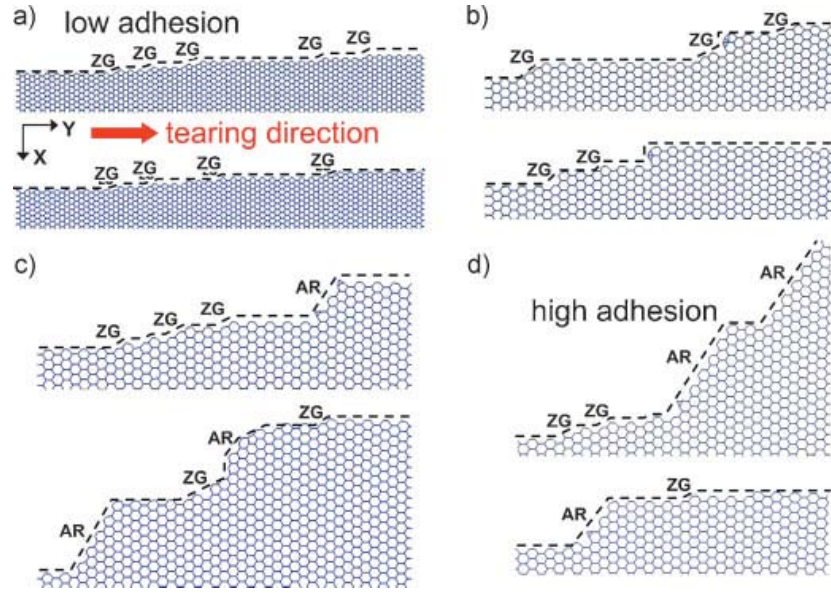 a)
low adhesion
ZG ZG ZG ZG ZG
Y
X
tearing direction
ZG ZG ZG ZG
b)
ZG ZG ZG
ZG ZG
c)
ZG ZG ZG AR
AR ZG AR ZG
d)
high adhesion
ZG ZG AR AR
AR ZG